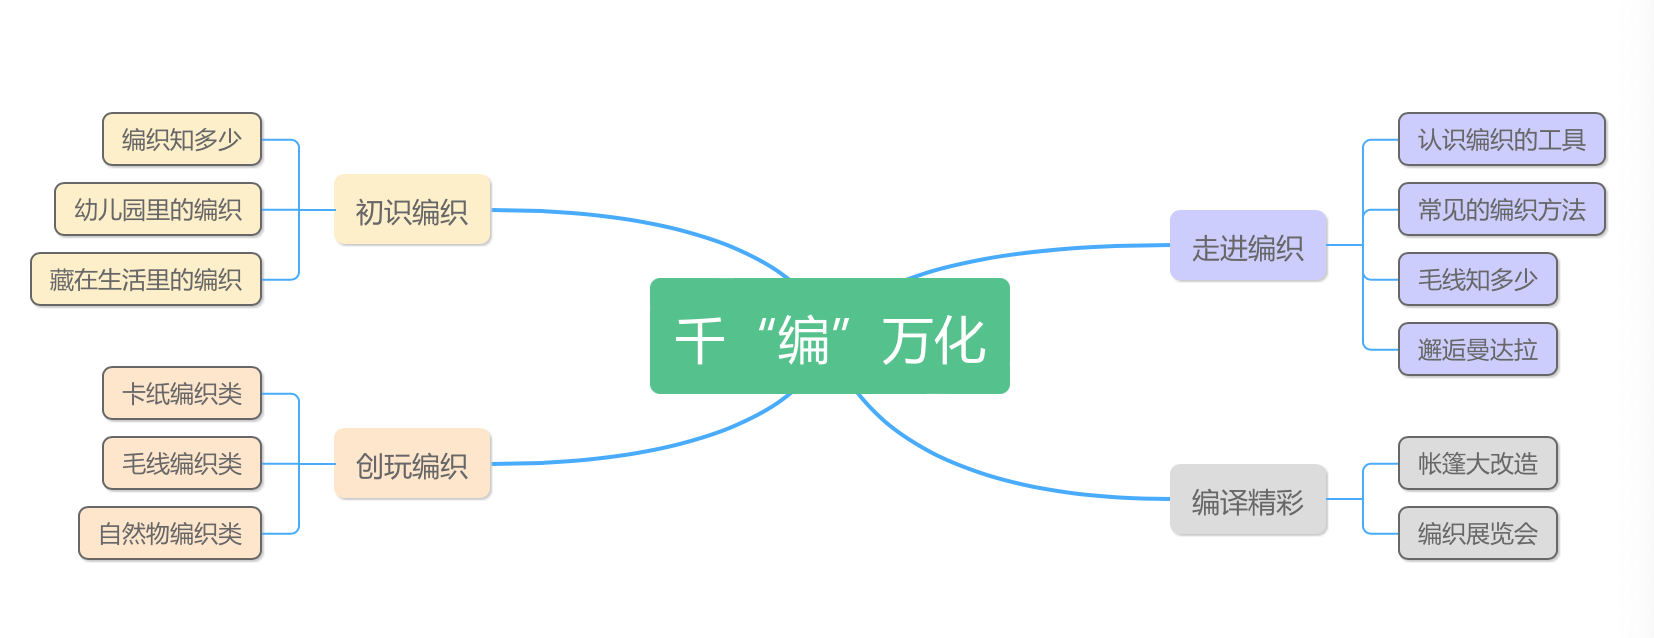 千“编”万化
初识编织
编织知多少
幼儿园里的编织
藏在生活里的编织
走进编织
认识编织的工具
常见的编织方法
毛线知多少
邂逅曼达拉
创玩编织
卡纸编织类
毛线编织类
自然物编织类
编译精彩
帐篷大改造
编织展览会